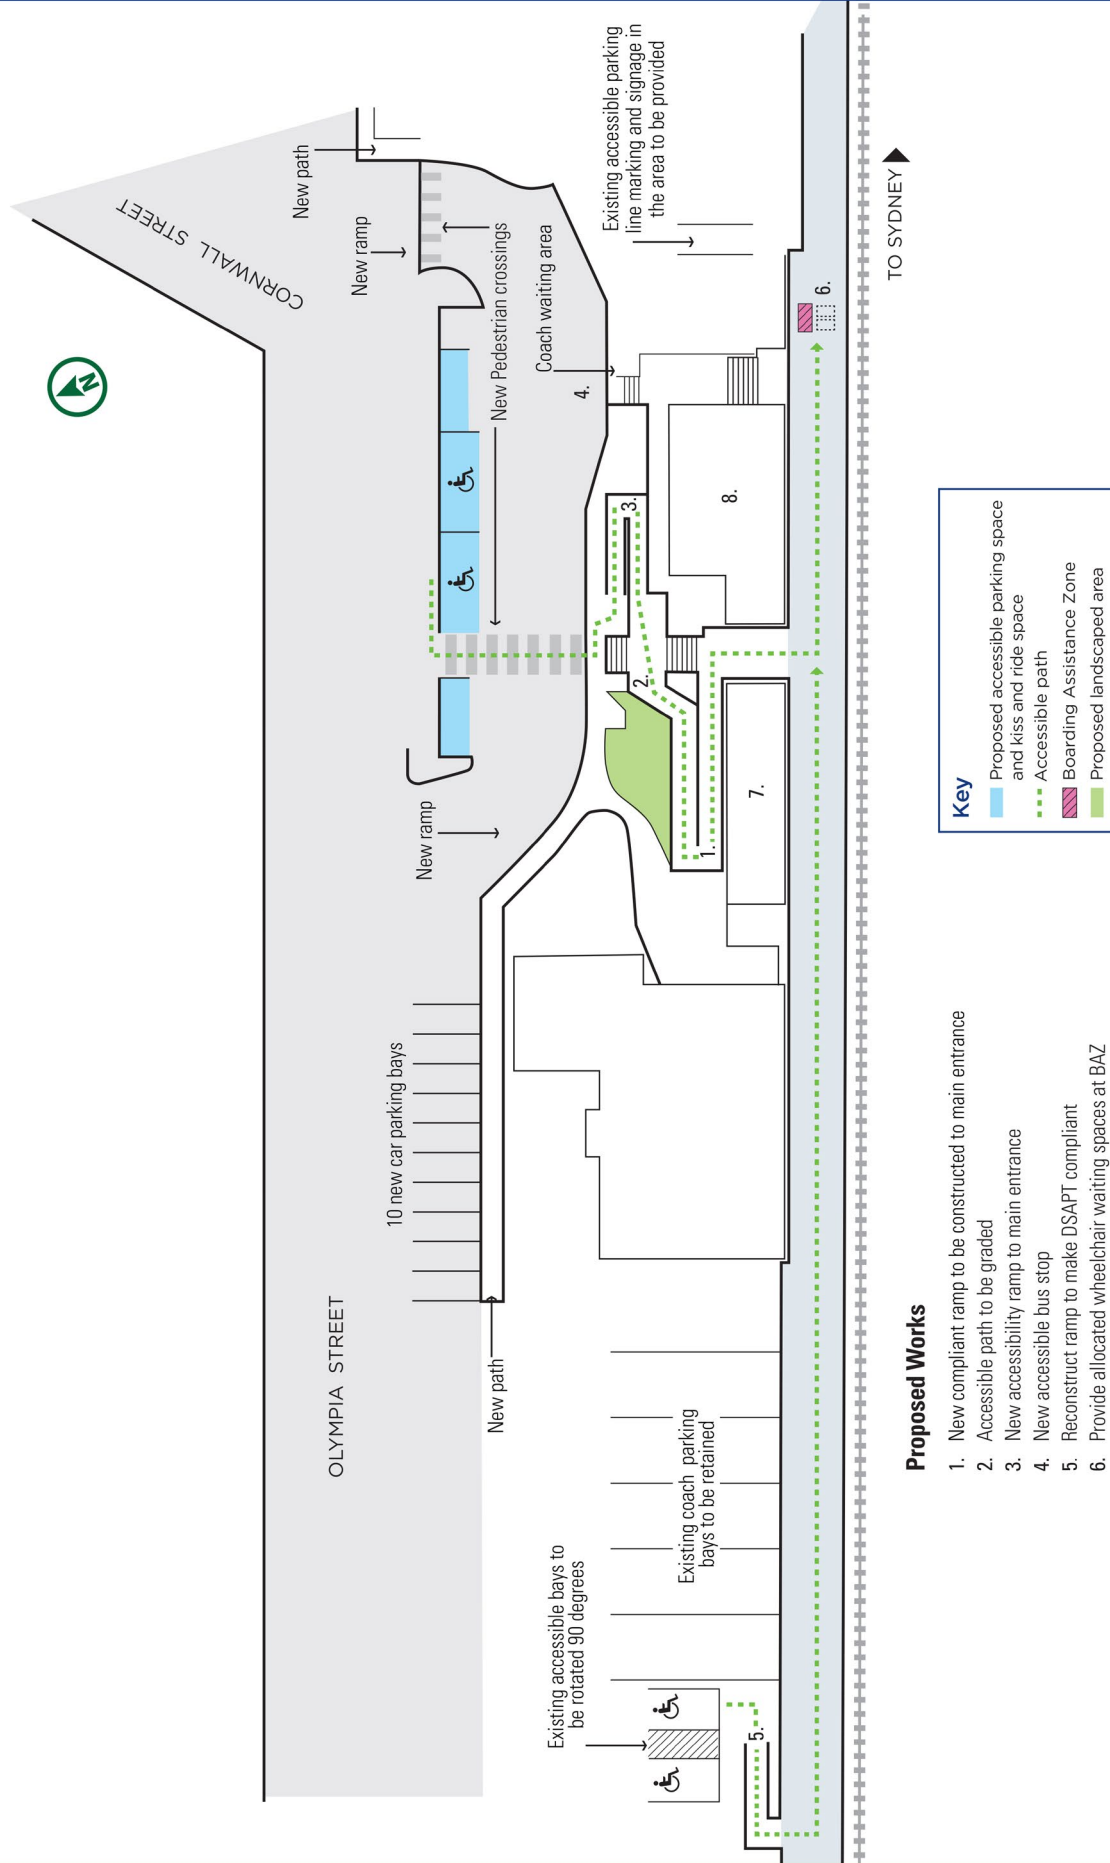 CORNWALL STREET
OLYMPIA STREET
N
New path
New ramp
New Pedestrian crossings
Coach waiting area
Existing accessible parking
line marking and signage in
the area to be provided
New ramp
10 new car parking bays
New path
Existing accessible bays to
be rotated 90 degrees
Existing coach parking
bays to be retained
1.
2.
3.
4.
5.
6.
7.
8.
TO SYDNEY
Proposed Works
1. New compliant ramp to be constructed to main entrance
2. Accessible path to be graded
3. New accessibility ramp to main entrance
4. New accessible bus stop
5. Reconstruct ramp to make DSAPT compliant
6. Provide allocated wheelchair waiting spaces at BAZ
Key
Proposed accessible parking space
and kiss and ride space
Accessible path
Boarding Assistance Zone
Proposed landscaped area